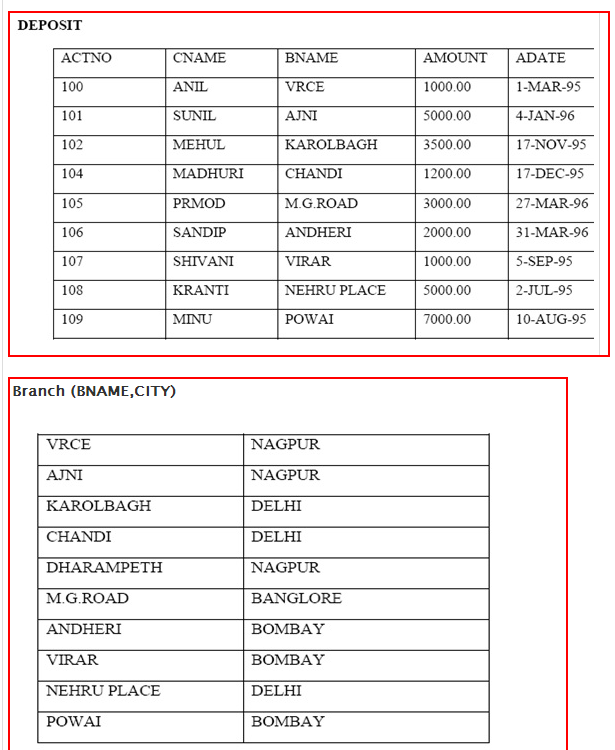 DEPOSIT
ACTNO CNAME BNAME AMOUNT ADATE
100 ANIL VRCE 1000.00 1-MAR-95
101 SUNIL AJNI 5000.00 4-JAN-96
102 MEHUL KAROLBAGH 3500.00 17-NOV-95
104 MADHURI CHANDI 1200.00 17-DEC-95
105 PRMOD M.G.ROAD 3000.00 27-MAR-96
106 SANDIP ANDHERI 2000.00 31-MAR-96
107 SHIVANI VIRAR 1000.00 5-SEP-95
108 KRANTI NEHRU PLACE 5000.00 2-JUL-95
109 MINU POWAI 7000.00 10-AUG-95
Branch (BNAME,CITY)
VRCE NAGPUR
AJNI NAGPUR
KAROLBAGH DELHI
CHANDI DELHI
DHARAMPETH NAGPUR
M.G.ROAD BANGLORE
ANDHERI BOMBAY
VIRAR BOMBAY
NEHRU PLACE DELHI
POWAI BOMBAY